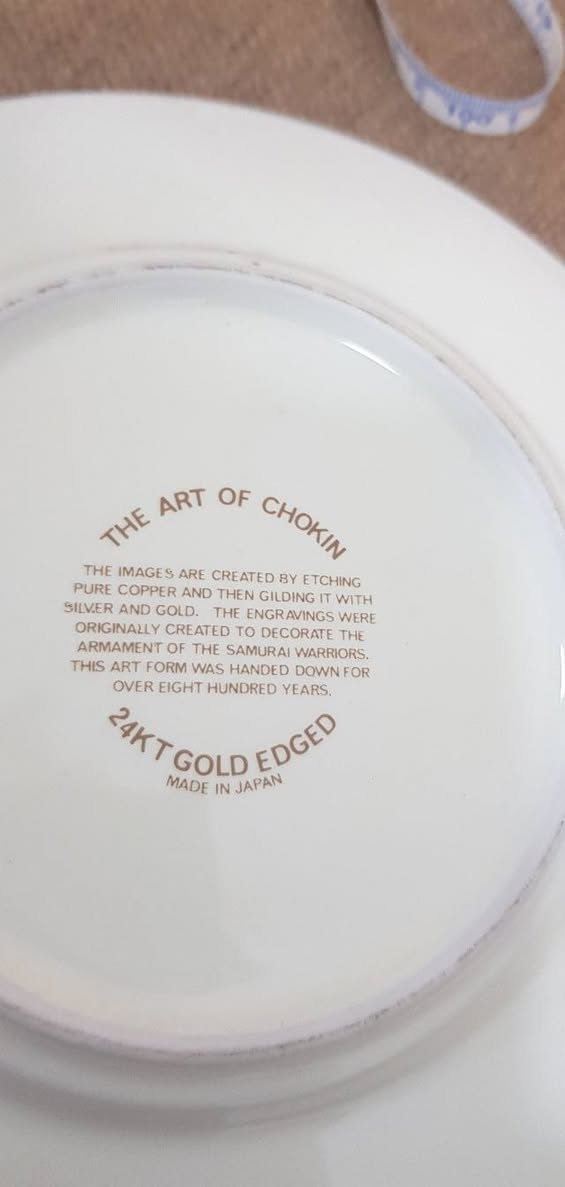 THE ART OF CHOKIN
THE IMAGES ARE CREATED BY ETCHING
PURE COPPER AND THEN GILDING IT WITH
SILVER AND GOLD. THE ENGRAVINGS WERE
ORIGINALLY CREATED TO DECORATE THE
ARMAMENT OF THE SAMURAI WARRIORS.
THIS ART FORM WAS HANDED DOWN FOR
OVER EIGHT HUNDRED YEARS.
24KT GOLD EDGED
MADE IN JAPAN